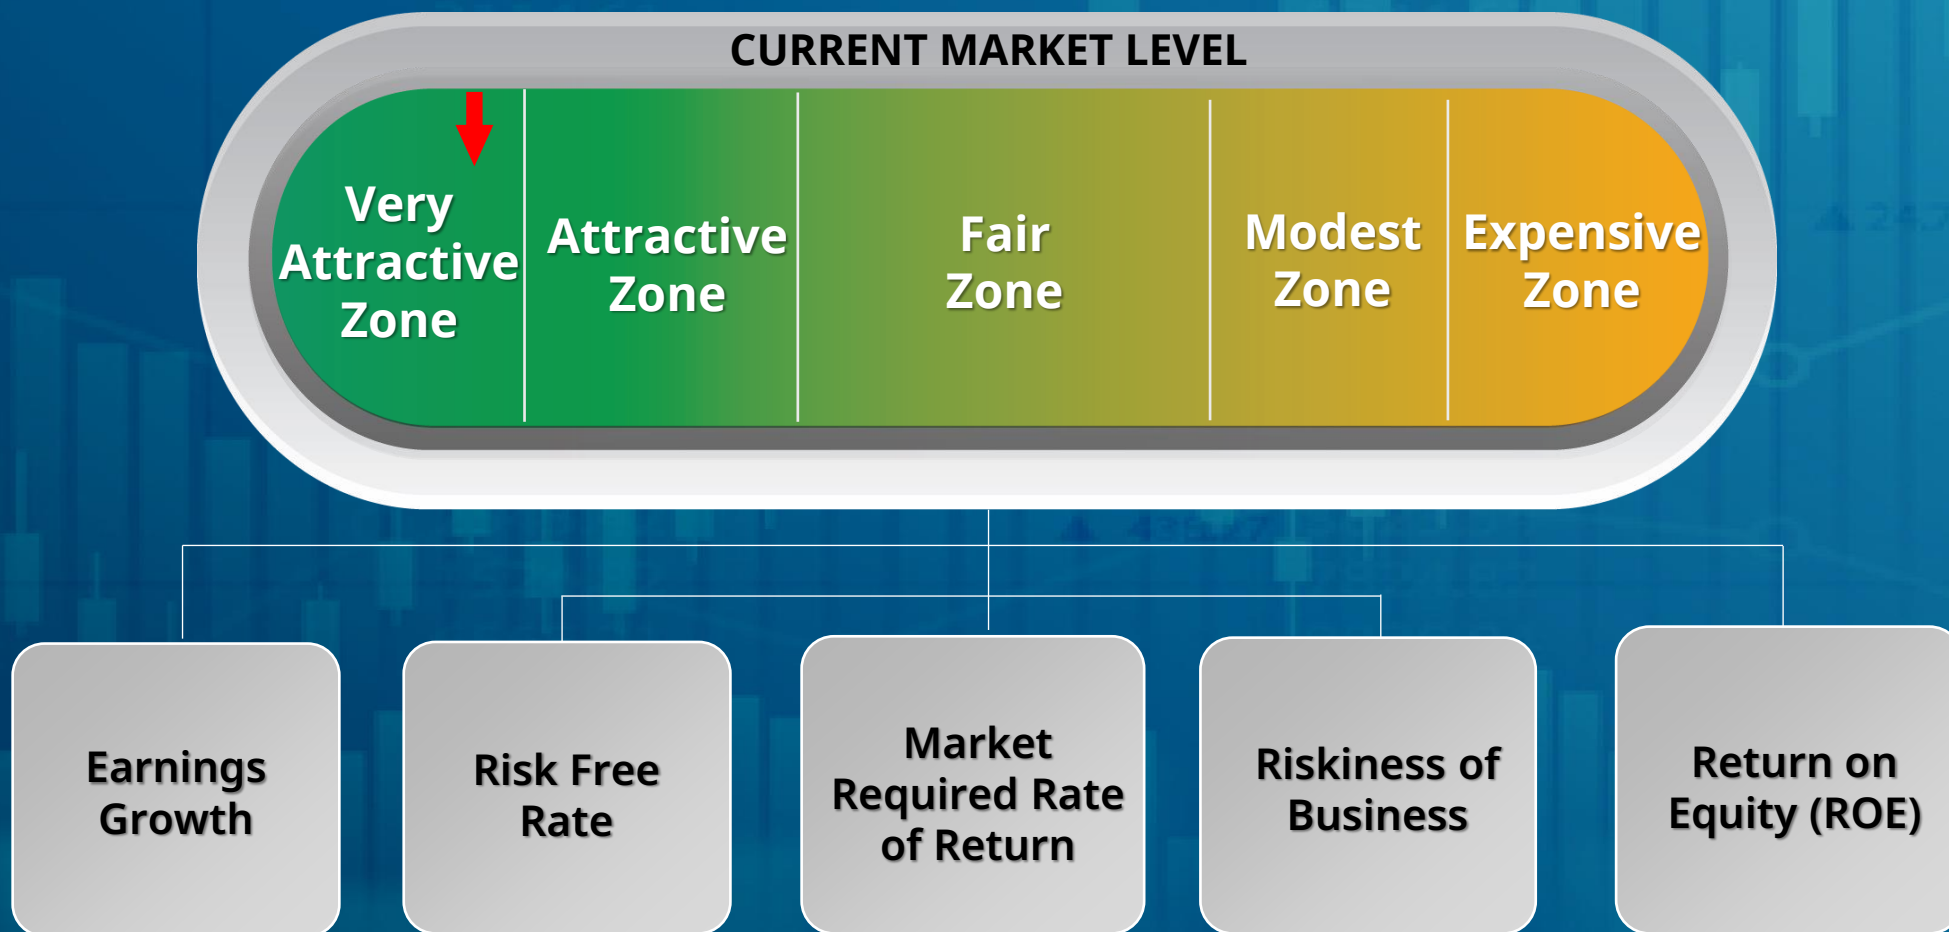 CURRENT MARKET LEVEL
Very
Attractive
Zone
Attractive
Zone
Fair
Zone
Modest
Zone
Expensive
Zone
Earnings
Growth
Risk Free
Rate
Market
Required Rate
of Return
Riskiness of
Business
Return on
Equity (ROE)